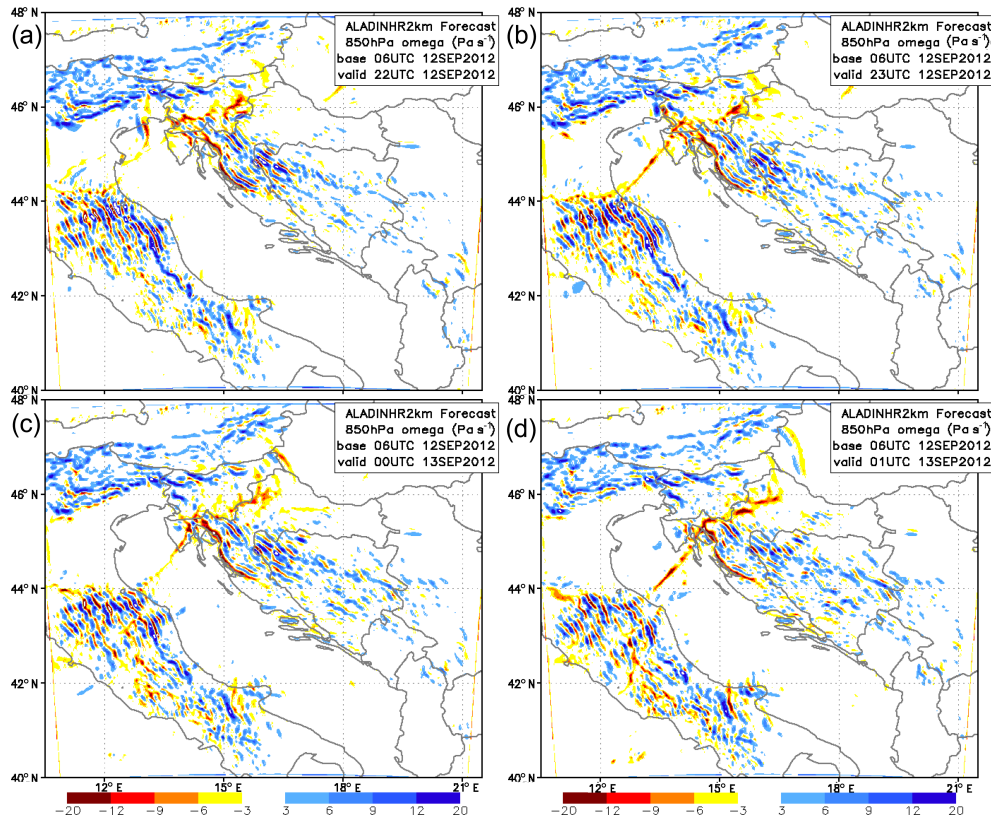 (a)
ALADINHR2km Forecast
850hPa omega (Pa s⁻¹)
base 06UTC 12SEP2012
valid 22UTC 12SEP2012
48° N
46° N
44° N
42° N
40° N
(b)
ALADINHR2km Forecast
850hPa omega (Pa s⁻¹)
base 06UTC 12SEP2012
valid 23UTC 12SEP2012
48° N
46° N
44° N
42° N
40° N
(c)
ALADINHR2km Forecast
850hPa omega (Pa s⁻¹)
base 06UTC 12SEP2012
valid 00UTC 13SEP2012
48° N
46° N
44° N
42° N
40° N
12°E 15°E 18°E 21°E
−20 −12 −9 −6 −3 3 6 9 12 20
(d)
ALADINHR2km Forecast
850hPa omega (Pa s⁻¹)
base 06UTC 12SEP2012
valid 01UTC 13SEP2012
48° N
46° N
44° N
42° N
40° N
12°E 15°E 18°E 21°E
−20 −12 −9 −6 −3 3 6 9 12 20